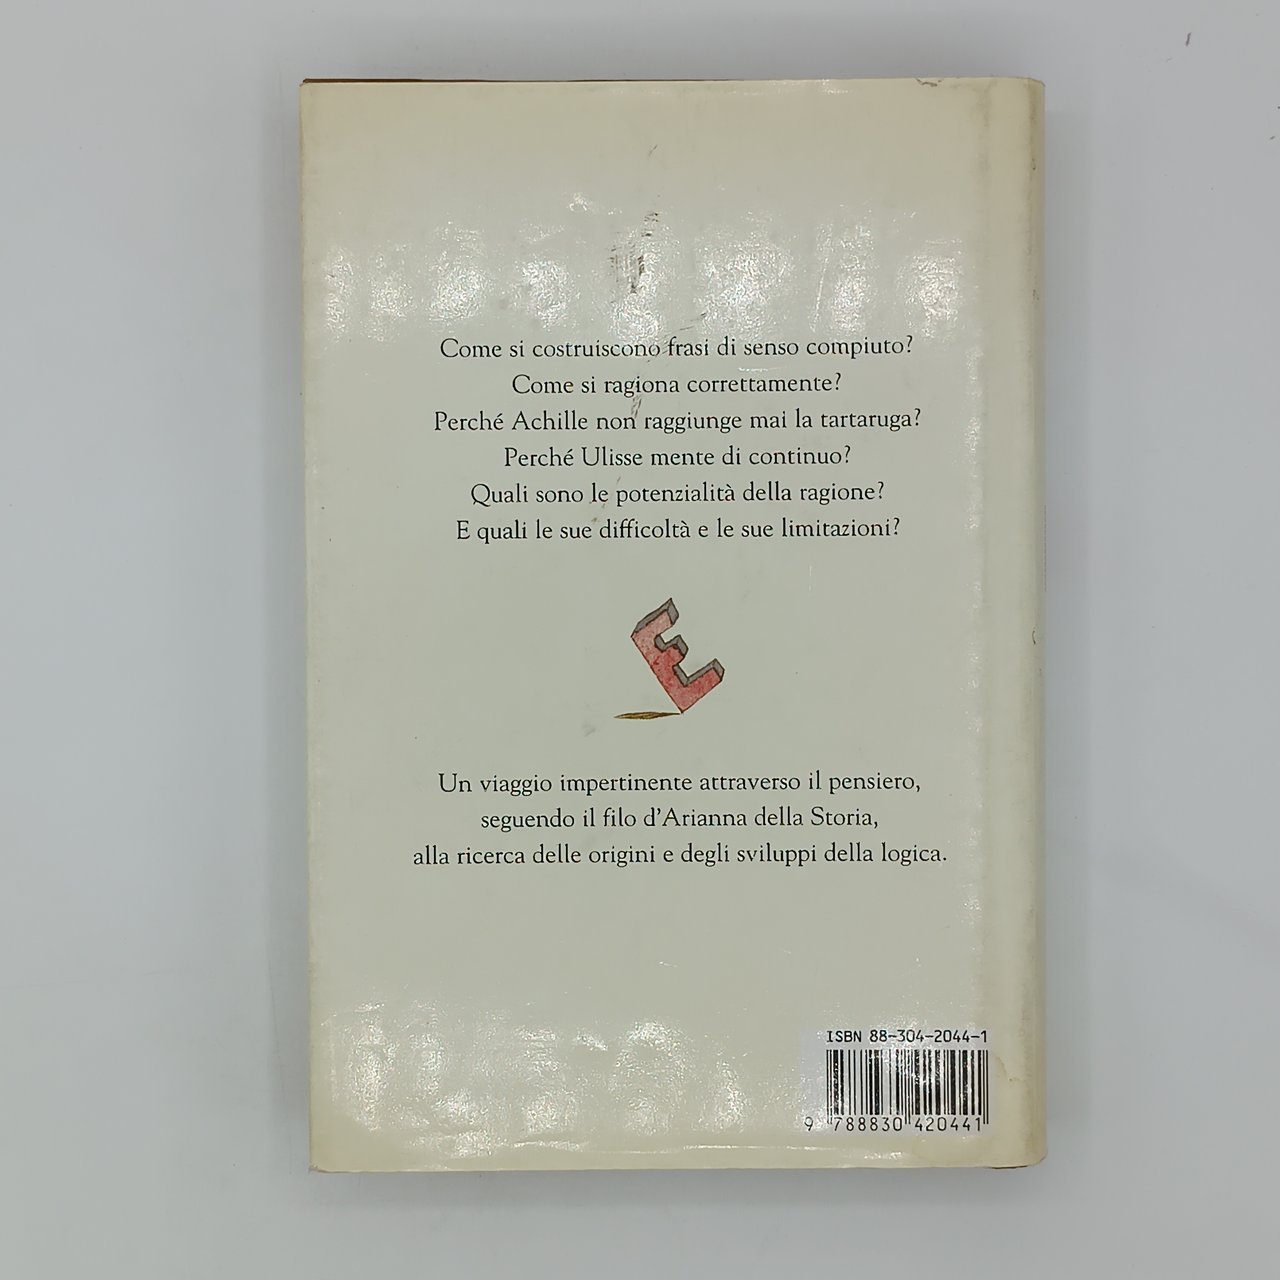 Come si costruiscono frasi di senso compiuto?
Come si ragiona correttamente?
Perché Achille non raggiunge mai la tartaruga?
Perché Ulisse mente di continuo?
Quali sono le potenzialità della ragione?
E quali le sue difficoltà e le sue limitazioni?
E
Un viaggio impertinente attraverso il pensiero,
seguendo il filo d'Arianna della Storia,
alla ricerca delle origini e degli sviluppi della logica.
ISBN 88-304-2044-1
9 788830 420441